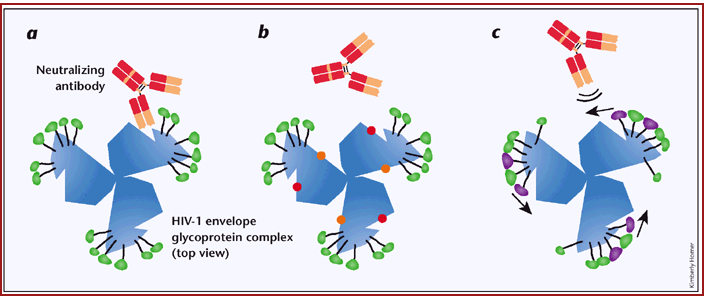 a
b
c
Neutralizing
antibody
HIV-1 envelope
glycoprotein complex
(top view)
Kimberly Homer